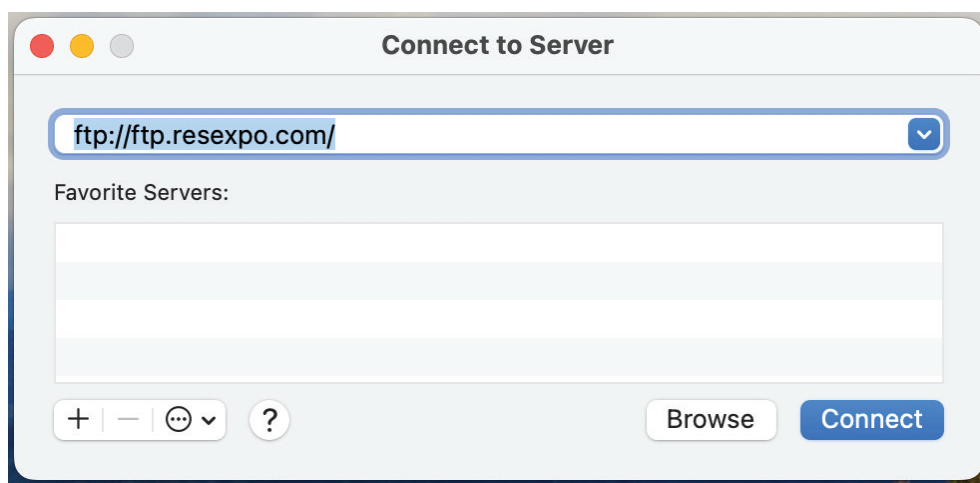 Connect to Server
ftp://ftp.resexpo.com/
Favorite Servers:
? Browse Connect